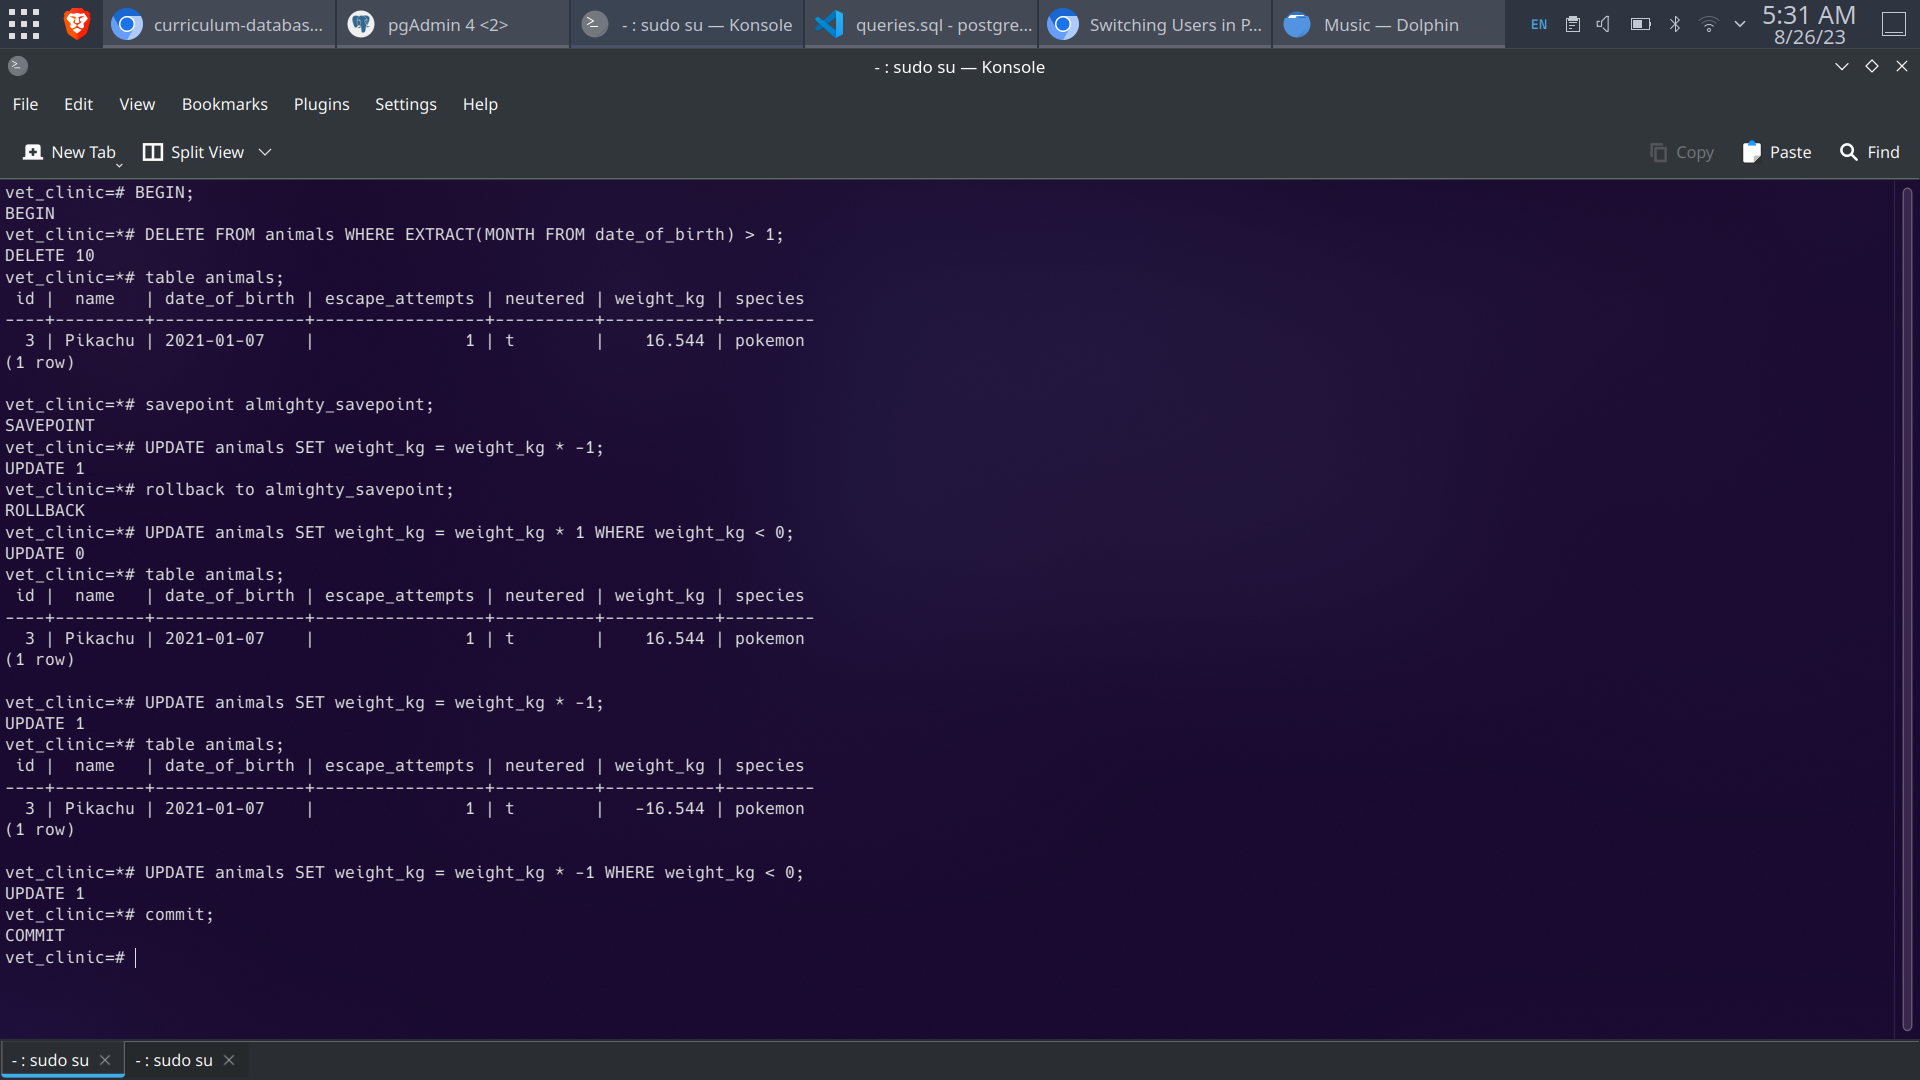 curriculum-databas...
pgAdmin 4 <2>
- : sudo su — Konsole
queries.sql - postgre...
Switching Users in P...
Music — Dolphin
EN
5:31 AM
8/26/23
- : sudo su — Konsole
File Edit View Bookmarks Plugins Settings Help
New Tab Split View Copy Paste Find
vet_clinic=# BEGIN;
BEGIN
vet_clinic=*# DELETE FROM animals WHERE EXTRACT(MONTH FROM date_of_birth) > 1;
DELETE 10
vet_clinic=*# table animals;
 id |  name   | date_of_birth | escape_attempts | neutered | weight_kg | species
----+---------+---------------+-----------------+----------+-----------+---------
  3 | Pikachu | 2021-01-07    |               1 | t        |    16.544 | pokemon
(1 row)

vet_clinic=*# savepoint almighty_savepoint;
SAVEPOINT
vet_clinic=*# UPDATE animals SET weight_kg = weight_kg * -1;
UPDATE 1
vet_clinic=*# rollback to almighty_savepoint;
ROLLBACK
vet_clinic=*# UPDATE animals SET weight_kg = weight_kg * 1 WHERE weight_kg < 0;
UPDATE 0
vet_clinic=*# table animals;
 id |  name   | date_of_birth | escape_attempts | neutered | weight_kg | species
----+---------+---------------+-----------------+----------+-----------+---------
  3 | Pikachu | 2021-01-07    |               1 | t        |    16.544 | pokemon
(1 row)

vet_clinic=*# UPDATE animals SET weight_kg = weight_kg * -1;
UPDATE 1
vet_clinic=*# table animals;
 id |  name   | date_of_birth | escape_attempts | neutered | weight_kg | species
----+---------+---------------+-----------------+----------+-----------+---------
  3 | Pikachu | 2021-01-07    |               1 | t        |   -16.544 | pokemon
(1 row)

vet_clinic=*# UPDATE animals SET weight_kg = weight_kg * -1 WHERE weight_kg < 0;
UPDATE 1
vet_clinic=*# commit;
COMMIT
vet_clinic=#
- : sudo su
- : sudo su